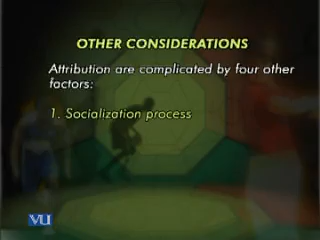 OTHER CONSIDERATIONS
Attribution are complicated by four other
factors:
1. Socialization process
VU